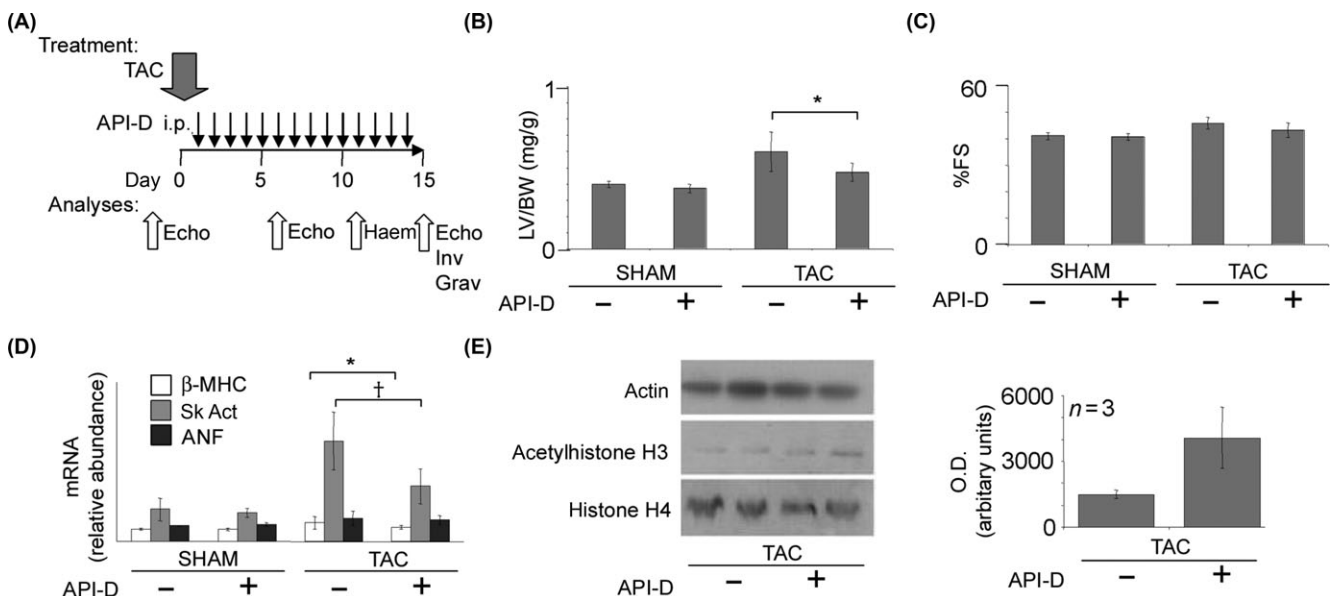 (A)
Treatment:
TAC
API-D i.p.
Day 0 5 10 15
Analyses:
Echo Echo Haem Echo
Inv
Grav
(B)
LV/BW (mg/g)
1
0
*
SHAM TAC
API-D − + − +
(C)
%FS
60
0
SHAM TAC
API-D − + − +
(D)
mRNA
(relative abundance)
β-MHC
Sk Act
ANF
*
†
SHAM TAC
API-D − + − +
(E)
Actin
Acetylhistone H3
Histone H4
TAC
API-D − +
O.D.
(arbitary units)
6000
3000
0
n = 3
TAC
API-D − +